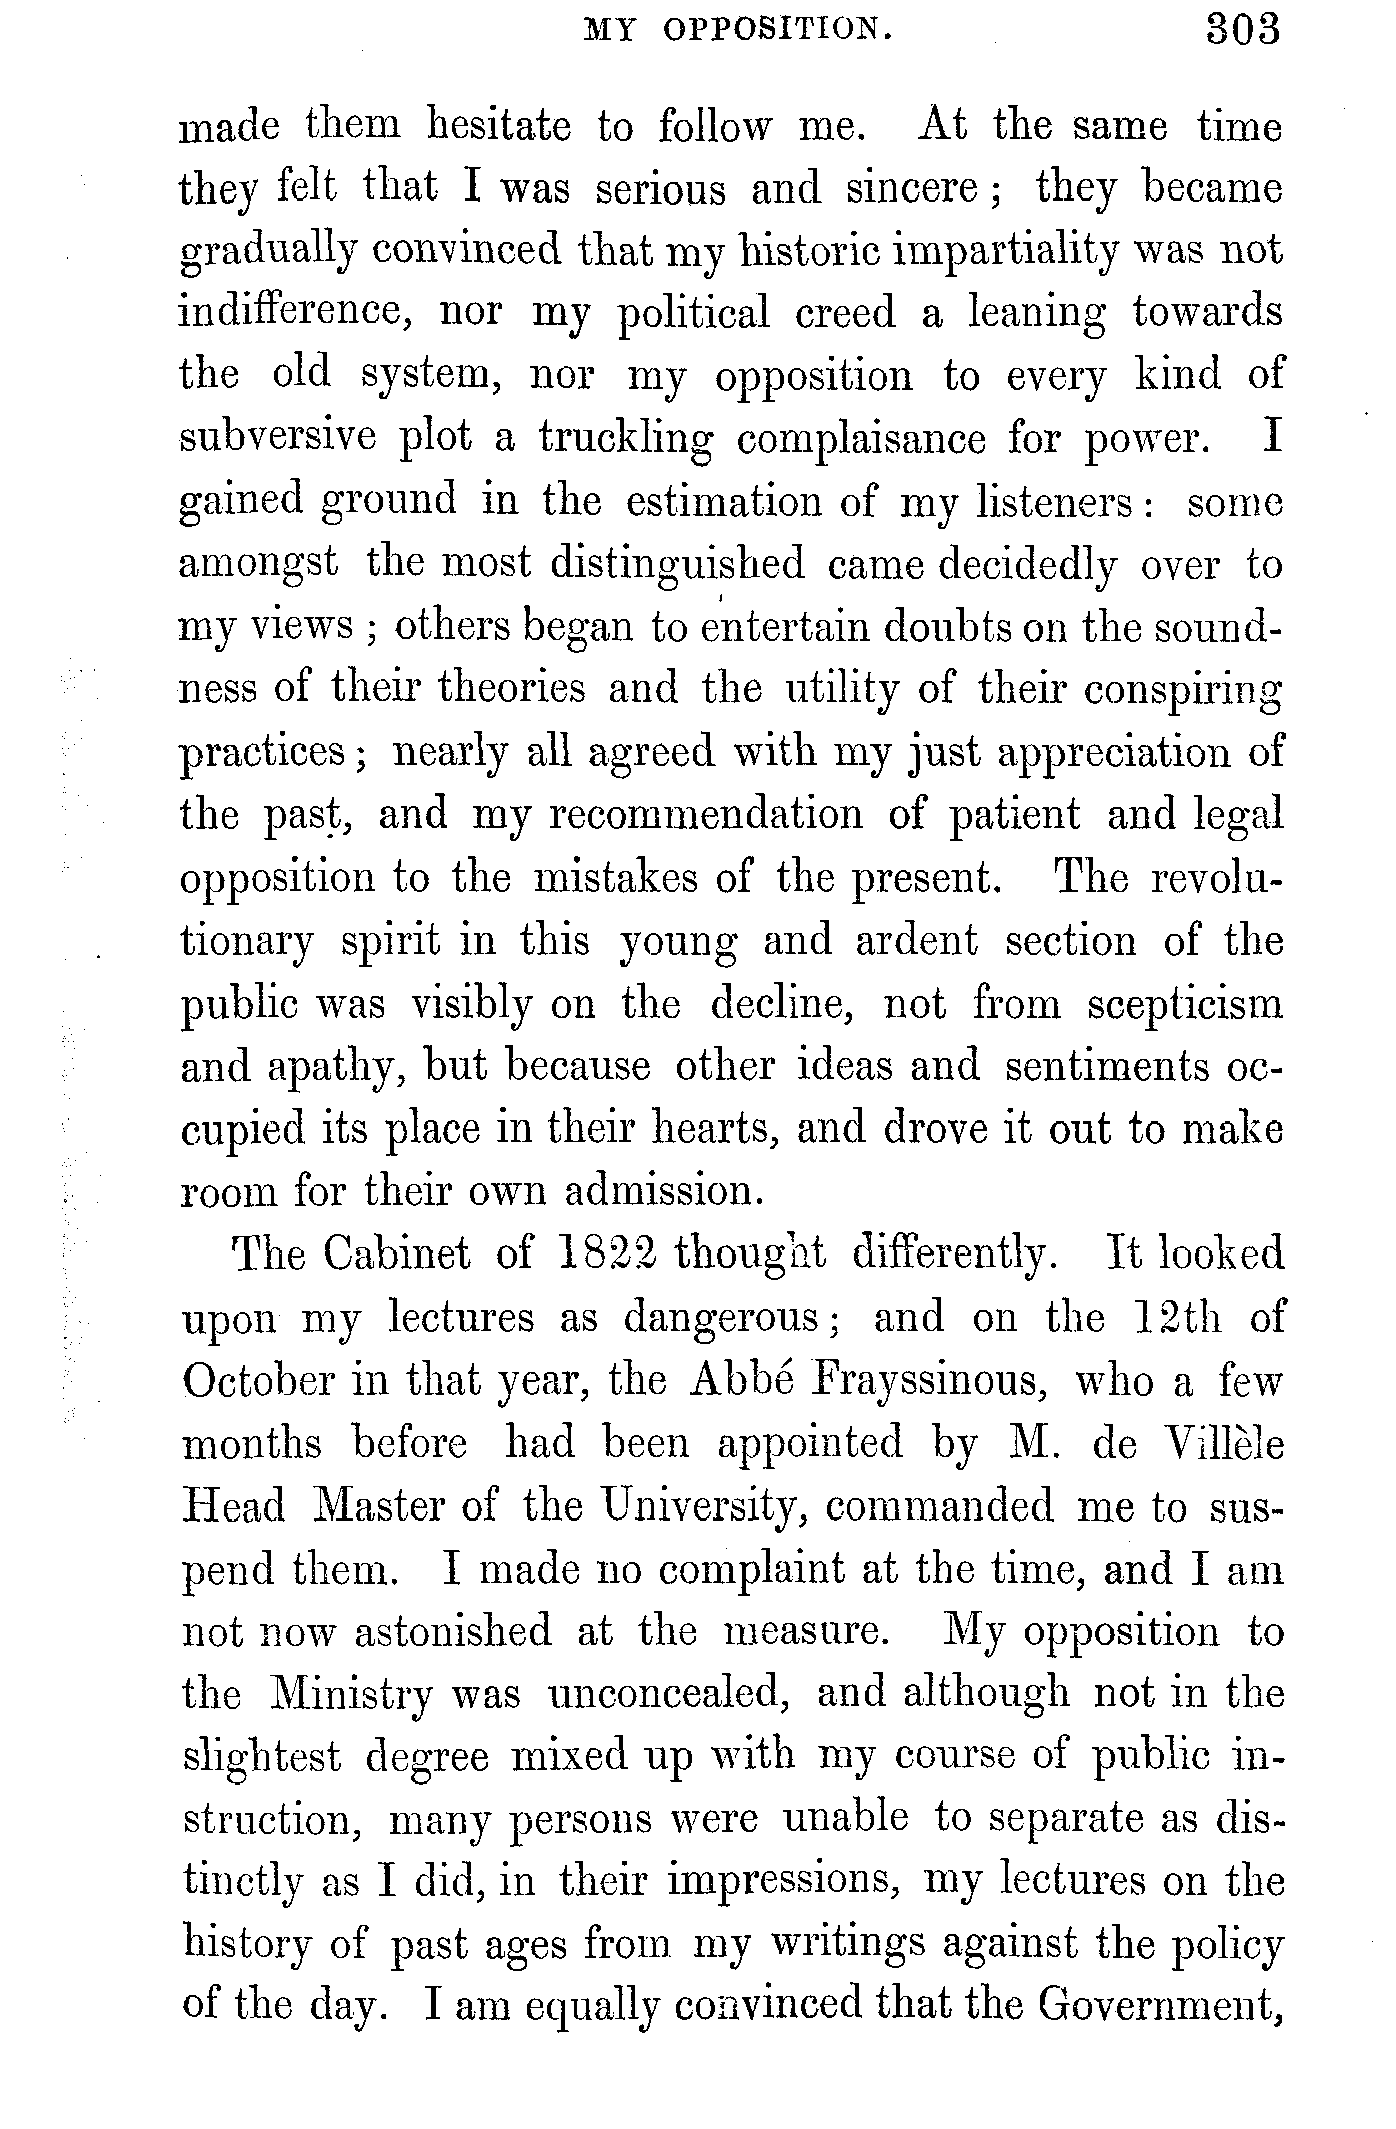 MY OPPOSITION. 303
made them hesitate to follow me. At the same time
they felt that I was serious and sincere; they became
gradually convinced that my historic impartiality was not
indifference, nor my political creed a leaning towards
the old system, nor my opposition to every kind of
subversive plot a truckling complaisance for power. I
gained ground in the estimation of my listeners: some
amongst the most distinguished came decidedly over to
my views; others began to entertain doubts on the sound-
ness of their theories and the utility of their conspiring
practices; nearly all agreed with my just appreciation of
the past, and my recommendation of patient and legal
opposition to the mistakes of the present. The revolu-
tionary spirit in this young and ardent section of the
public was visibly on the decline, not from scepticism
and apathy, but because other ideas and sentiments oc-
cupied its place in their hearts, and drove it out to make
room for their own admission.
The Cabinet of 1822 thought differently. It looked
upon my lectures as dangerous; and on the 12th of
October in that year, the Abbé Frayssinous, who a few
months before had been appointed by M. de Villèle
Head Master of the University, commanded me to sus-
pend them. I made no complaint at the time, and I am
not now astonished at the measure. My opposition to
the Ministry was unconcealed, and although not in the
slightest degree mixed up with my course of public in-
struction, many persons were unable to separate as dis-
tinctly as I did, in their impressions, my lectures on the
history of past ages from my writings against the policy
of the day. I am equally convinced that the Government,